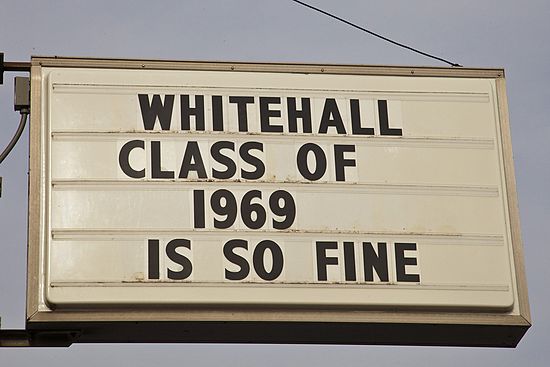 WHITEHALL
CLASS OF
1969
IS SO FINE